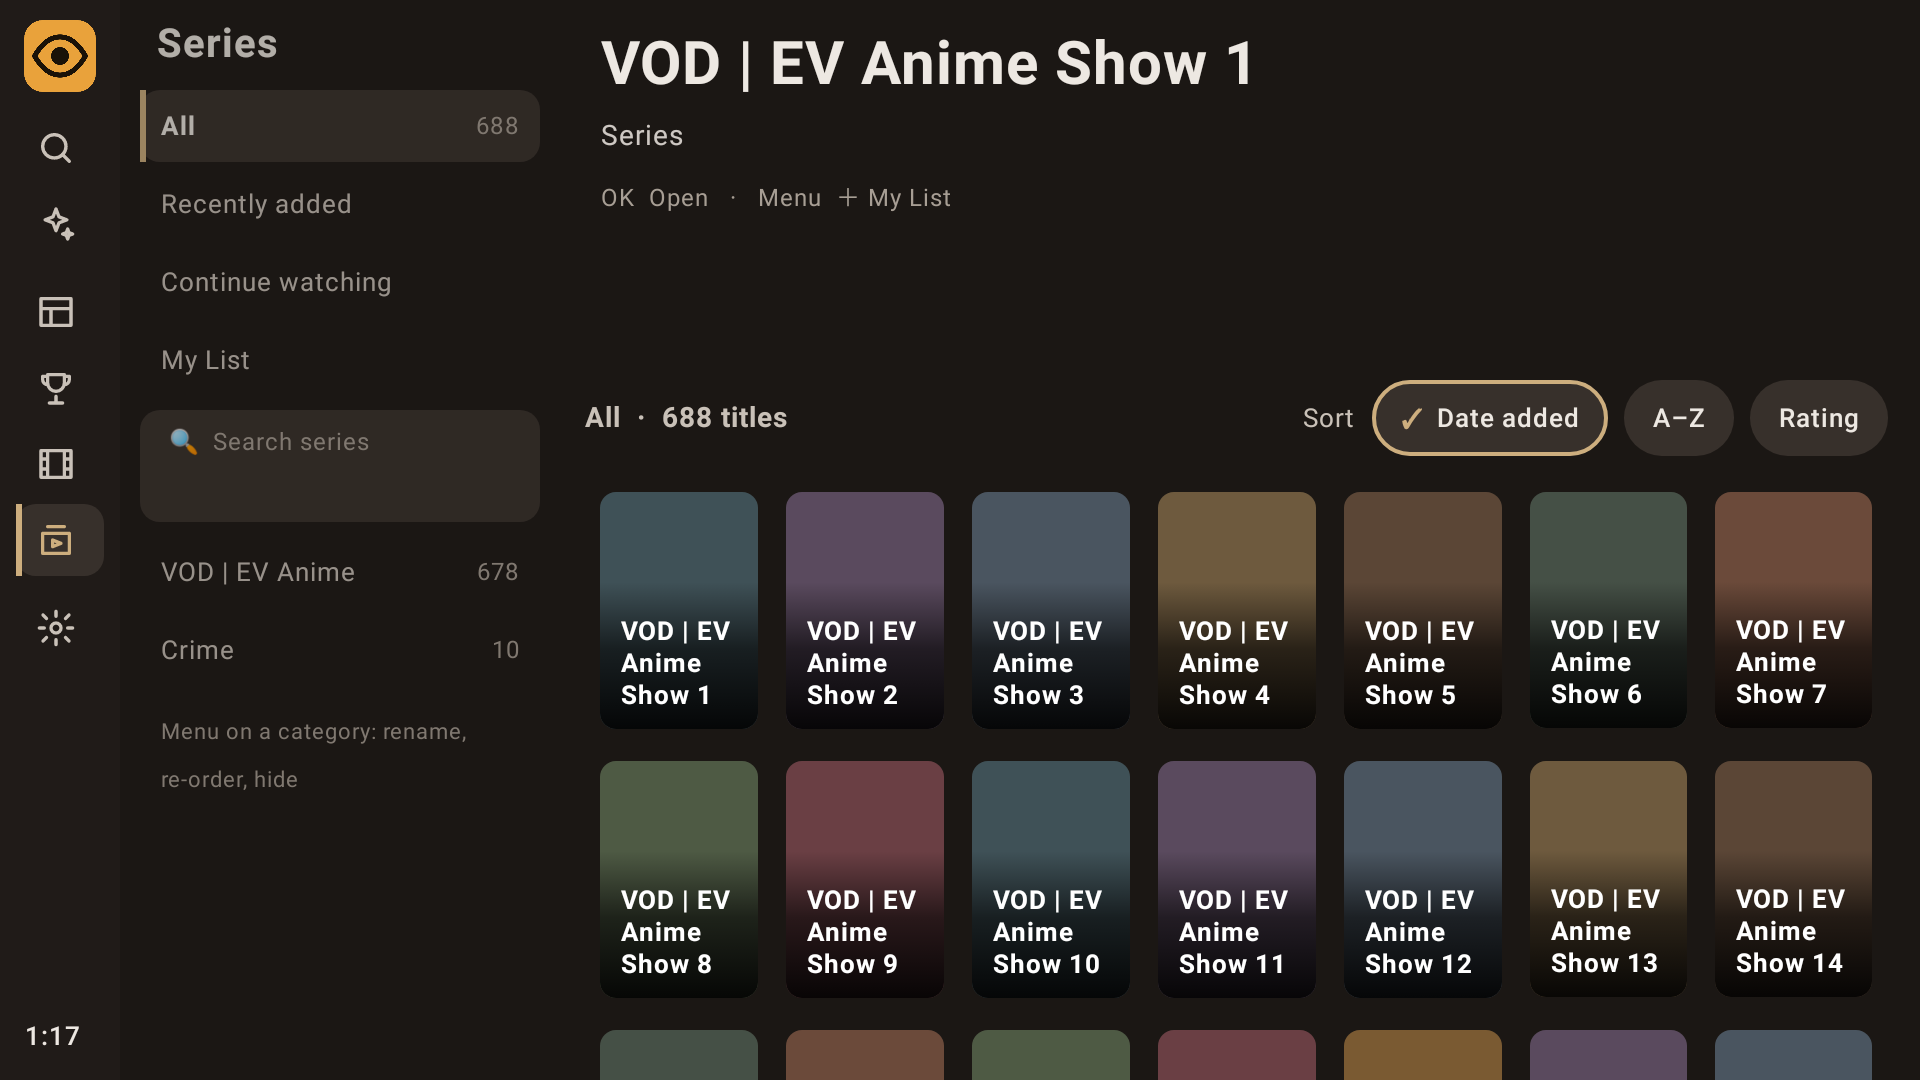 Series
All 688
Recently added
Continue watching
My List
🔍 Search series
VOD | EV Anime 678
Crime 10
Menu on a category: rename,
re-order, hide
1:17
VOD | EV Anime Show 1
Series
OK Open · Menu + My List
All · 688 titles
Sort ✓ Date added A–Z Rating
VOD | EV
Anime
Show 1
VOD | EV
Anime
Show 2
VOD | EV
Anime
Show 3
VOD | EV
Anime
Show 4
VOD | EV
Anime
Show 5
VOD | EV
Anime
Show 6
VOD | EV
Anime
Show 7
VOD | EV
Anime
Show 8
VOD | EV
Anime
Show 9
VOD | EV
Anime
Show 10
VOD | EV
Anime
Show 11
VOD | EV
Anime
Show 12
VOD | EV
Anime
Show 13
VOD | EV
Anime
Show 14